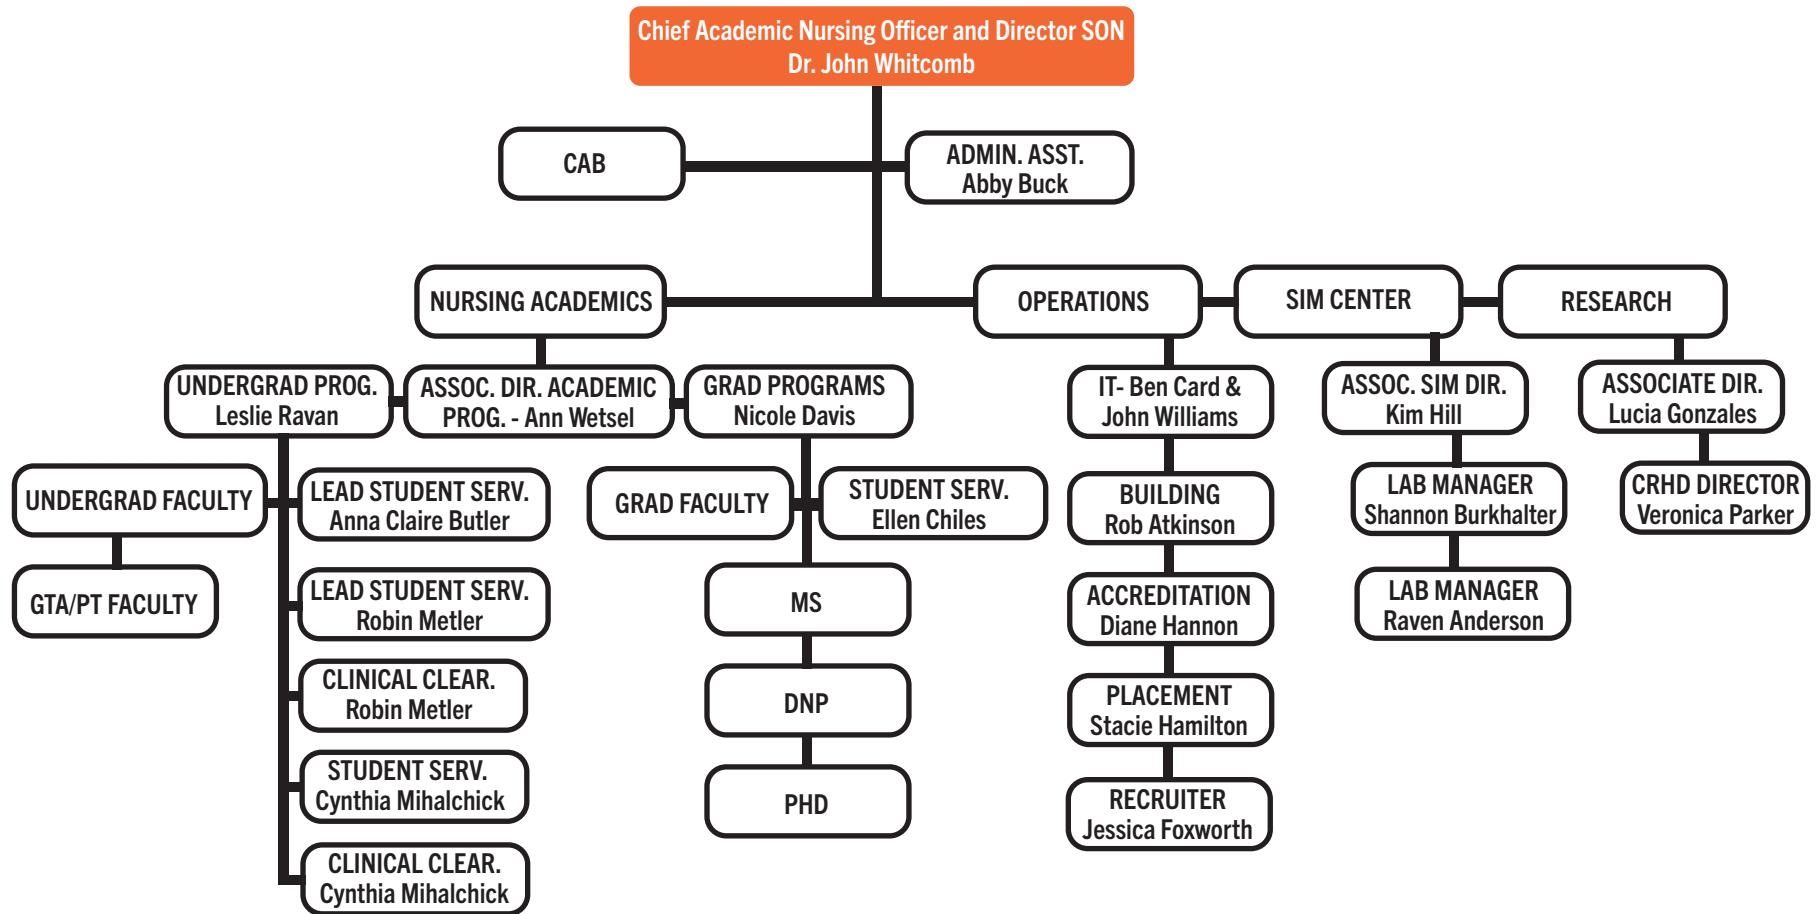 Chief Academic Nursing Officer and Director SON
Dr. John Whitcomb
CAB
ADMIN. ASST.
Abby Buck
NURSING ACADEMICS
OPERATIONS
SIM CENTER
RESEARCH
UNDERGRAD PROG.
Leslie Ravan
ASSOC. DIR. ACADEMIC
PROG. - Ann Wetsel
GRAD PROGRAMS
Nicole Davis
IT- Ben Card &
John Williams
ASSOC. SIM DIR.
Kim Hill
ASSOCIATE DIR.
Lucia Gonzales
UNDERGRAD FACULTY
LEAD STUDENT SERV.
Anna Claire Butler
GRAD FACULTY
STUDENT SERV.
Ellen Chiles
BUILDING
Rob Atkinson
LAB MANAGER
Shannon Burkhalter
CRHD DIRECTOR
Veronica Parker
GTA/PT FACULTY
LEAD STUDENT SERV.
Robin Metler
MS
ACCREDITATION
Diane Hannon
LAB MANAGER
Raven Anderson
CLINICAL CLEAR.
Robin Metler
DNP
PLACEMENT
Stacie Hamilton
STUDENT SERV.
Cynthia Mihalchick
PHD
RECRUITER
Jessica Foxworth
CLINICAL CLEAR.
Cynthia Mihalchick